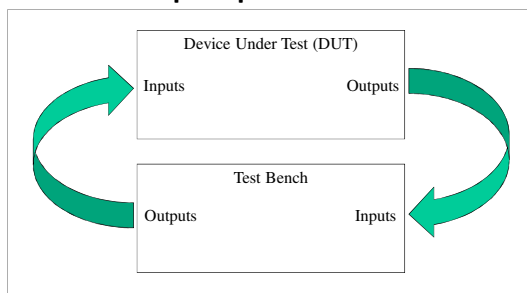 Device Under Test (DUT)
Inputs Outputs
Test Bench
Outputs Inputs